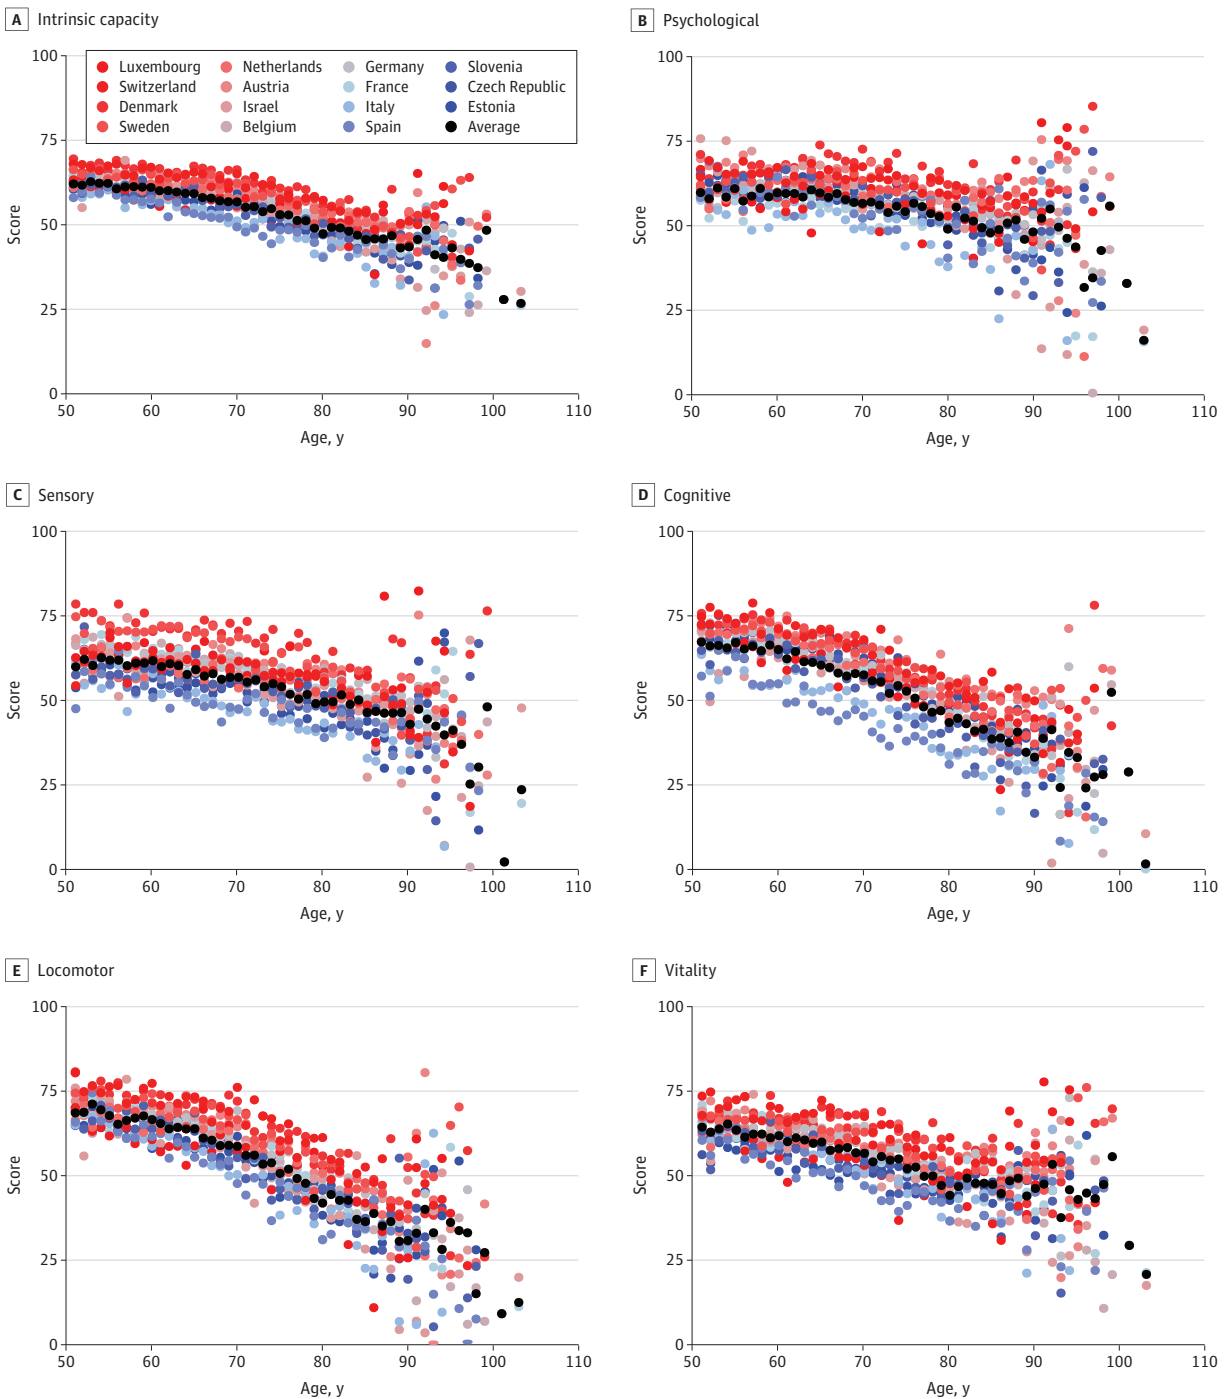 A Intrinsic capacity
100
75
50
25
0
Score
50 60 70 80 90 100 110
Age, y
Luxembourg Netherlands Germany Slovenia
Switzerland Austria France Czech Republic
Denmark Israel Italy Estonia
Sweden Belgium Spain Average
B Psychological
100
75
50
25
0
Score
50 60 70 80 90 100 110
Age, y
C Sensory
100
75
50
25
0
Score
50 60 70 80 90 100 110
Age, y
D Cognitive
100
75
50
25
0
Score
50 60 70 80 90 100 110
Age, y
E Locomotor
100
75
50
25
0
Score
50 60 70 80 90 100 110
Age, y
F Vitality
100
75
50
25
0
Score
50 60 70 80 90 100 110
Age, y